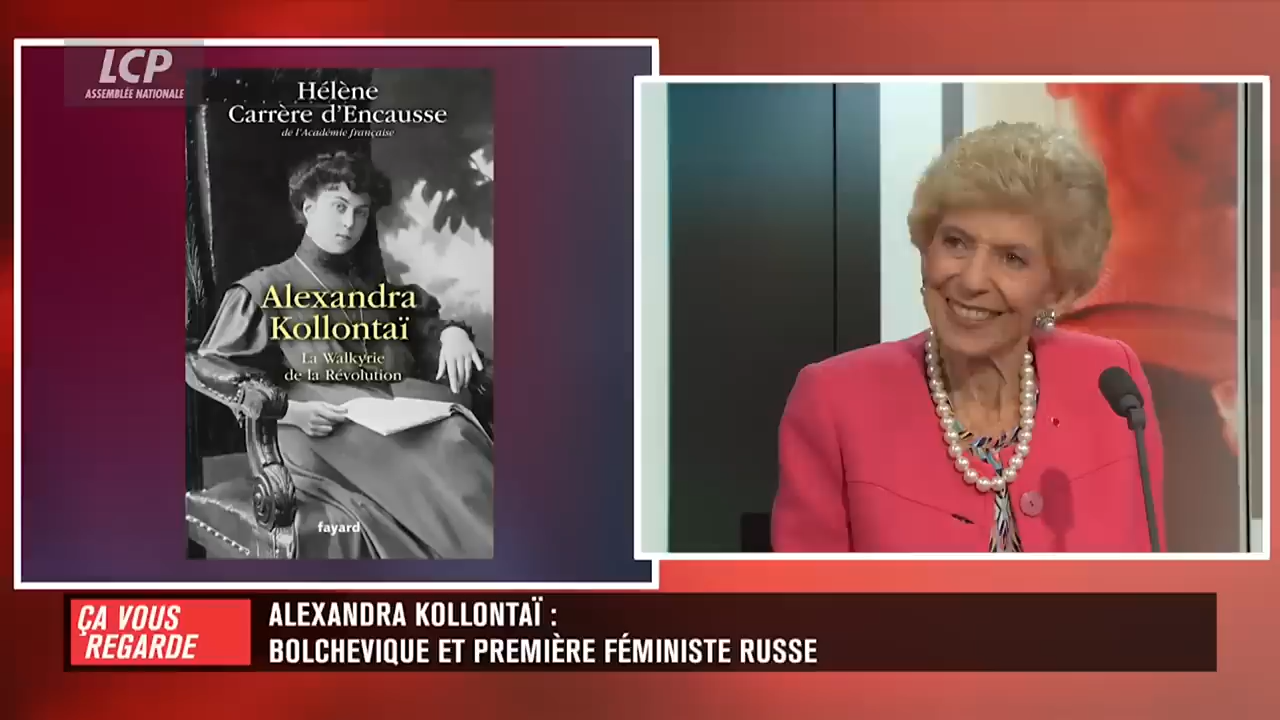 LCP
ASSEMBLÉE NATIONALE
Hélène
Carrère d'Encausse
de l'Académie française
Alexandra
Kollontaï
La Walkyrie
de la Révolution
fayard
ÇA VOUS
REGARDE
ALEXANDRA KOLLONTAÏ :
BOLCHEVIQUE ET PREMIÈRE FÉMINISTE RUSSE